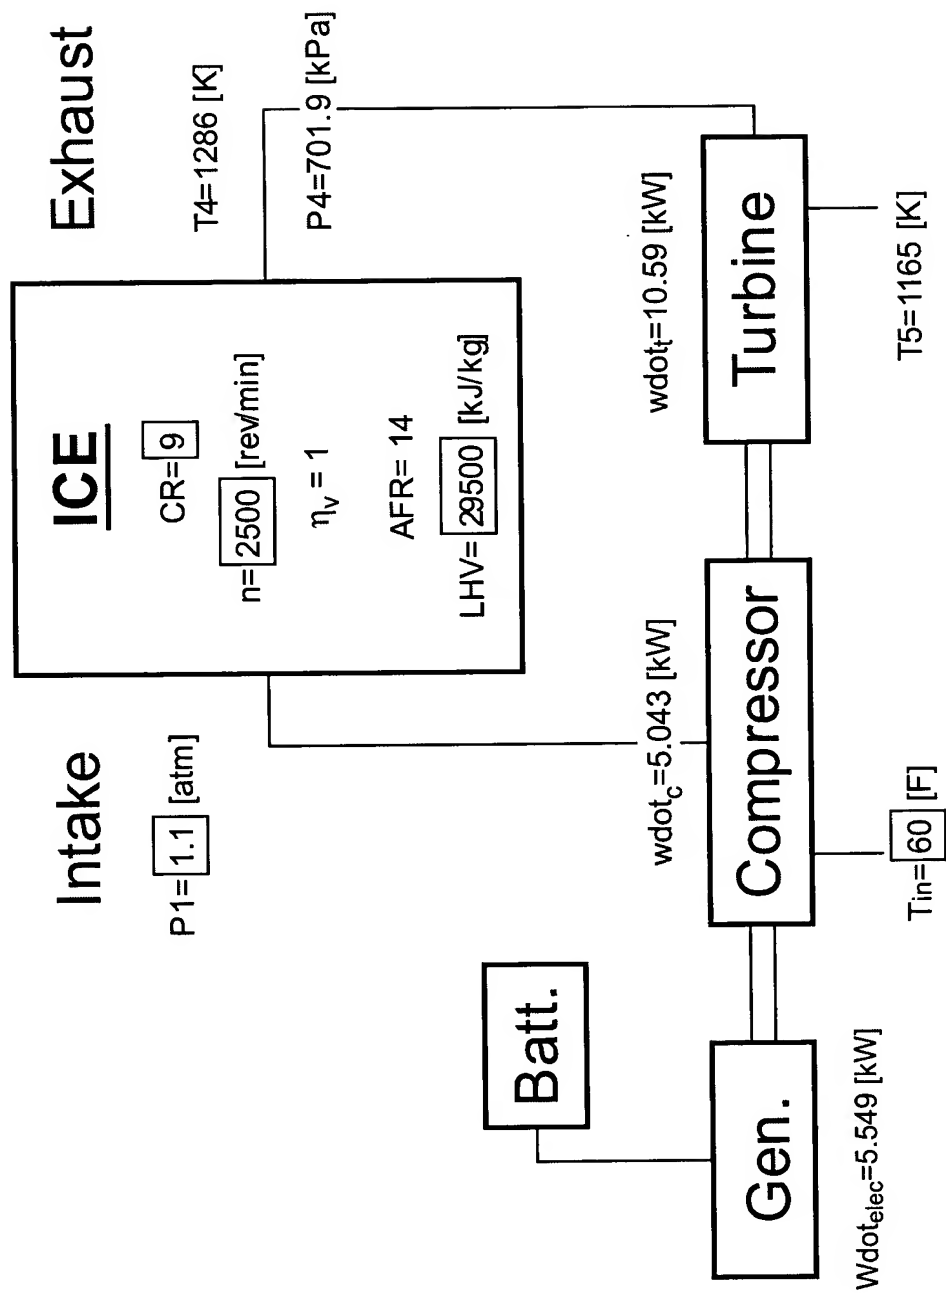 Intake
P1= 1.1 [atm]
ICE
CR= 9
n= 2500 [rev/min]
ηv = 1
AFR= 14
LHV= 29500 [kJ/kg]
Exhaust
T4=1286 [K]
P4=701.9 [kPa]
Batt.
Gen.
Wdotelec=5.549 [kW]
wdotc=5.043 [kW]
Compressor
Tin= 60 [F]
wdott=10.59 [kW]
Turbine
T5=1165 [K]